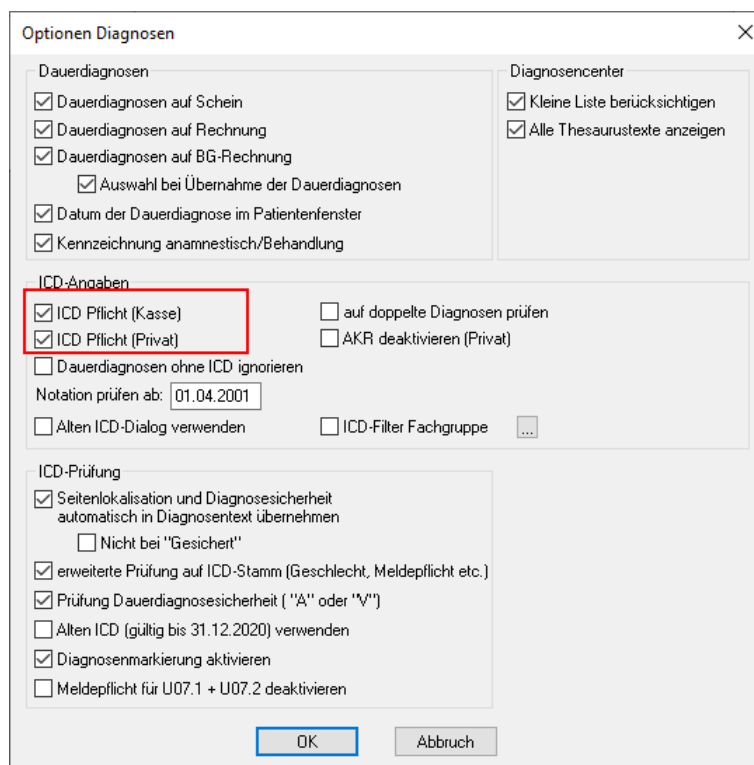 Optionen Diagnosen
Dauerdiagnosen
Dauerdiagnosen auf Schein
Dauerdiagnosen auf Rechnung
Dauerdiagnosen auf BG-Rechnung
Auswahl bei Übernahme der Dauerdiagnosen
Datum der Dauerdiagnose im Patientenfenster
Kennzeichnung anamnestisch/Behandlung
Diagnosencenter
Kleine Liste berücksichtigen
Alle Thesaurustexte anzeigen
ICD-Angaben
ICD Pflicht (Kasse)
auf doppelte Diagnosen prüfen
ICD Pflicht (Privat)
AKR deaktivieren (Privat)
Dauerdiagnosen ohne ICD ignorieren
Notation prüfen ab: 01.04.2001
Alten ICD-Dialog verwenden
ICD-Filter Fachgruppe ...
ICD-Prüfung
Seitenlokalisation und Diagnosesicherheit
automatisch in Diagnosentext übernehmen
Nicht bei "Gesichert"
erweiterte Prüfung auf ICD-Stamm (Geschlecht, Meldepflicht etc.)
Prüfung Dauerdiagnosesicherheit ( "A" oder "V")
Alten ICD (gültig bis 31.12.2020) verwenden
Diagnosenmarkierung aktivieren
Meldepflicht für U07.1 + U07.2 deaktivieren
OK
Abbruch